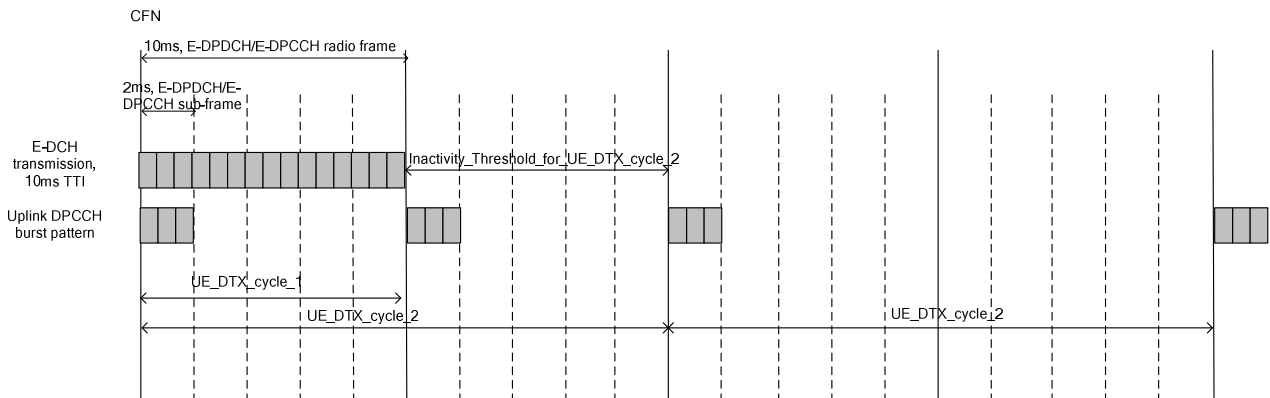 CFN
10ms, E-DPDCH/E-DPCCH radio frame
2ms, E-DPDCH/E-
DPCCH sub-frame
E-DCH
transmission,
10ms TTI
Inactivity_Threshold_for_UE_DTX_cycle_2
Uplink DPCCH
burst pattern
UE_DTX_cycle_1
UE_DTX_cycle_2
UE_DTX_cycle_2